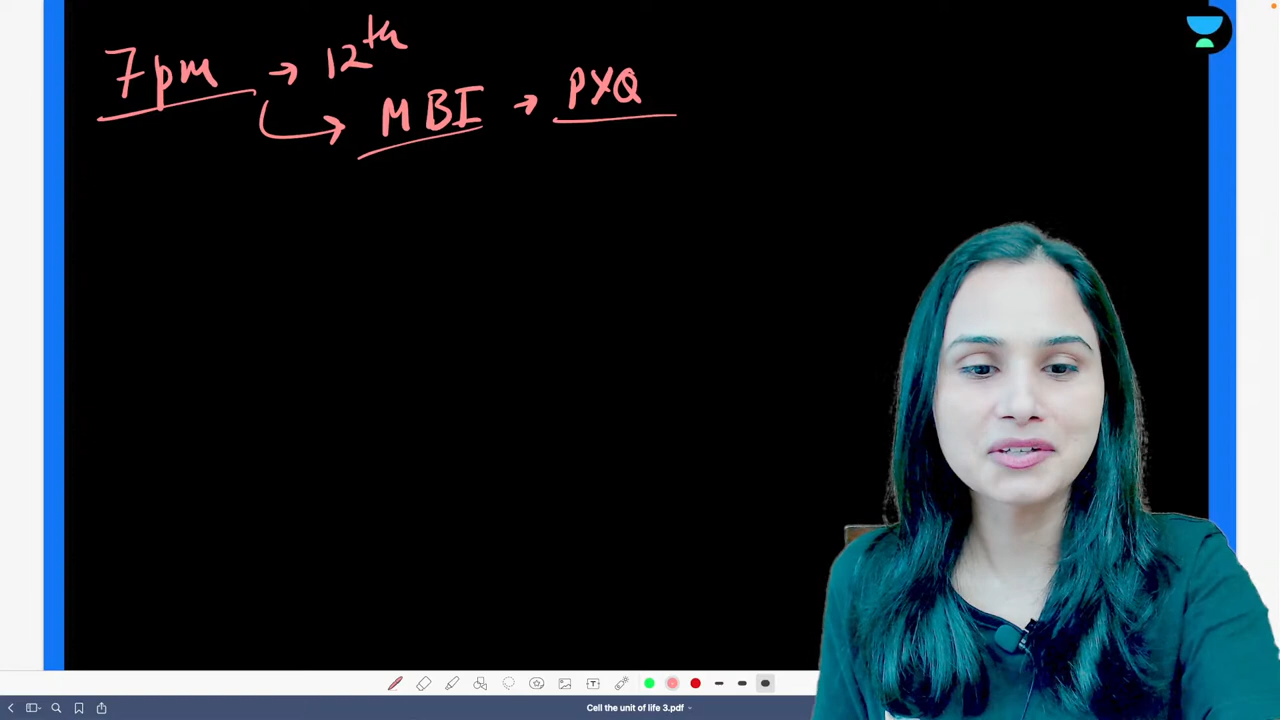 7pm → 12th
→ MBI → PYQ
Cell the unit of life 3.pdf